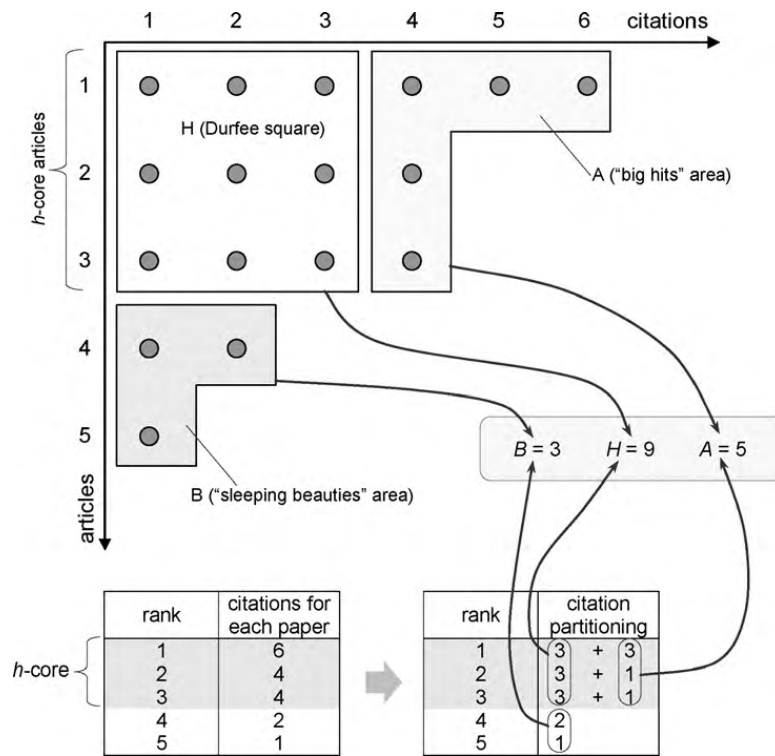 1 2 3 4 5 6 citations
1
H (Durfee square)
A (“big hits” area)
2
3
h-core articles
4
5
B = 3 H = 9 A = 5
B (“sleeping beauties” area)
articles
rank citations for each paper
1 6
2 4
3 4
4 2
5 1
h-core
rank citation partitioning
1 3 + 3
2 3 + 1
3 3 + 1
4 2
5 1